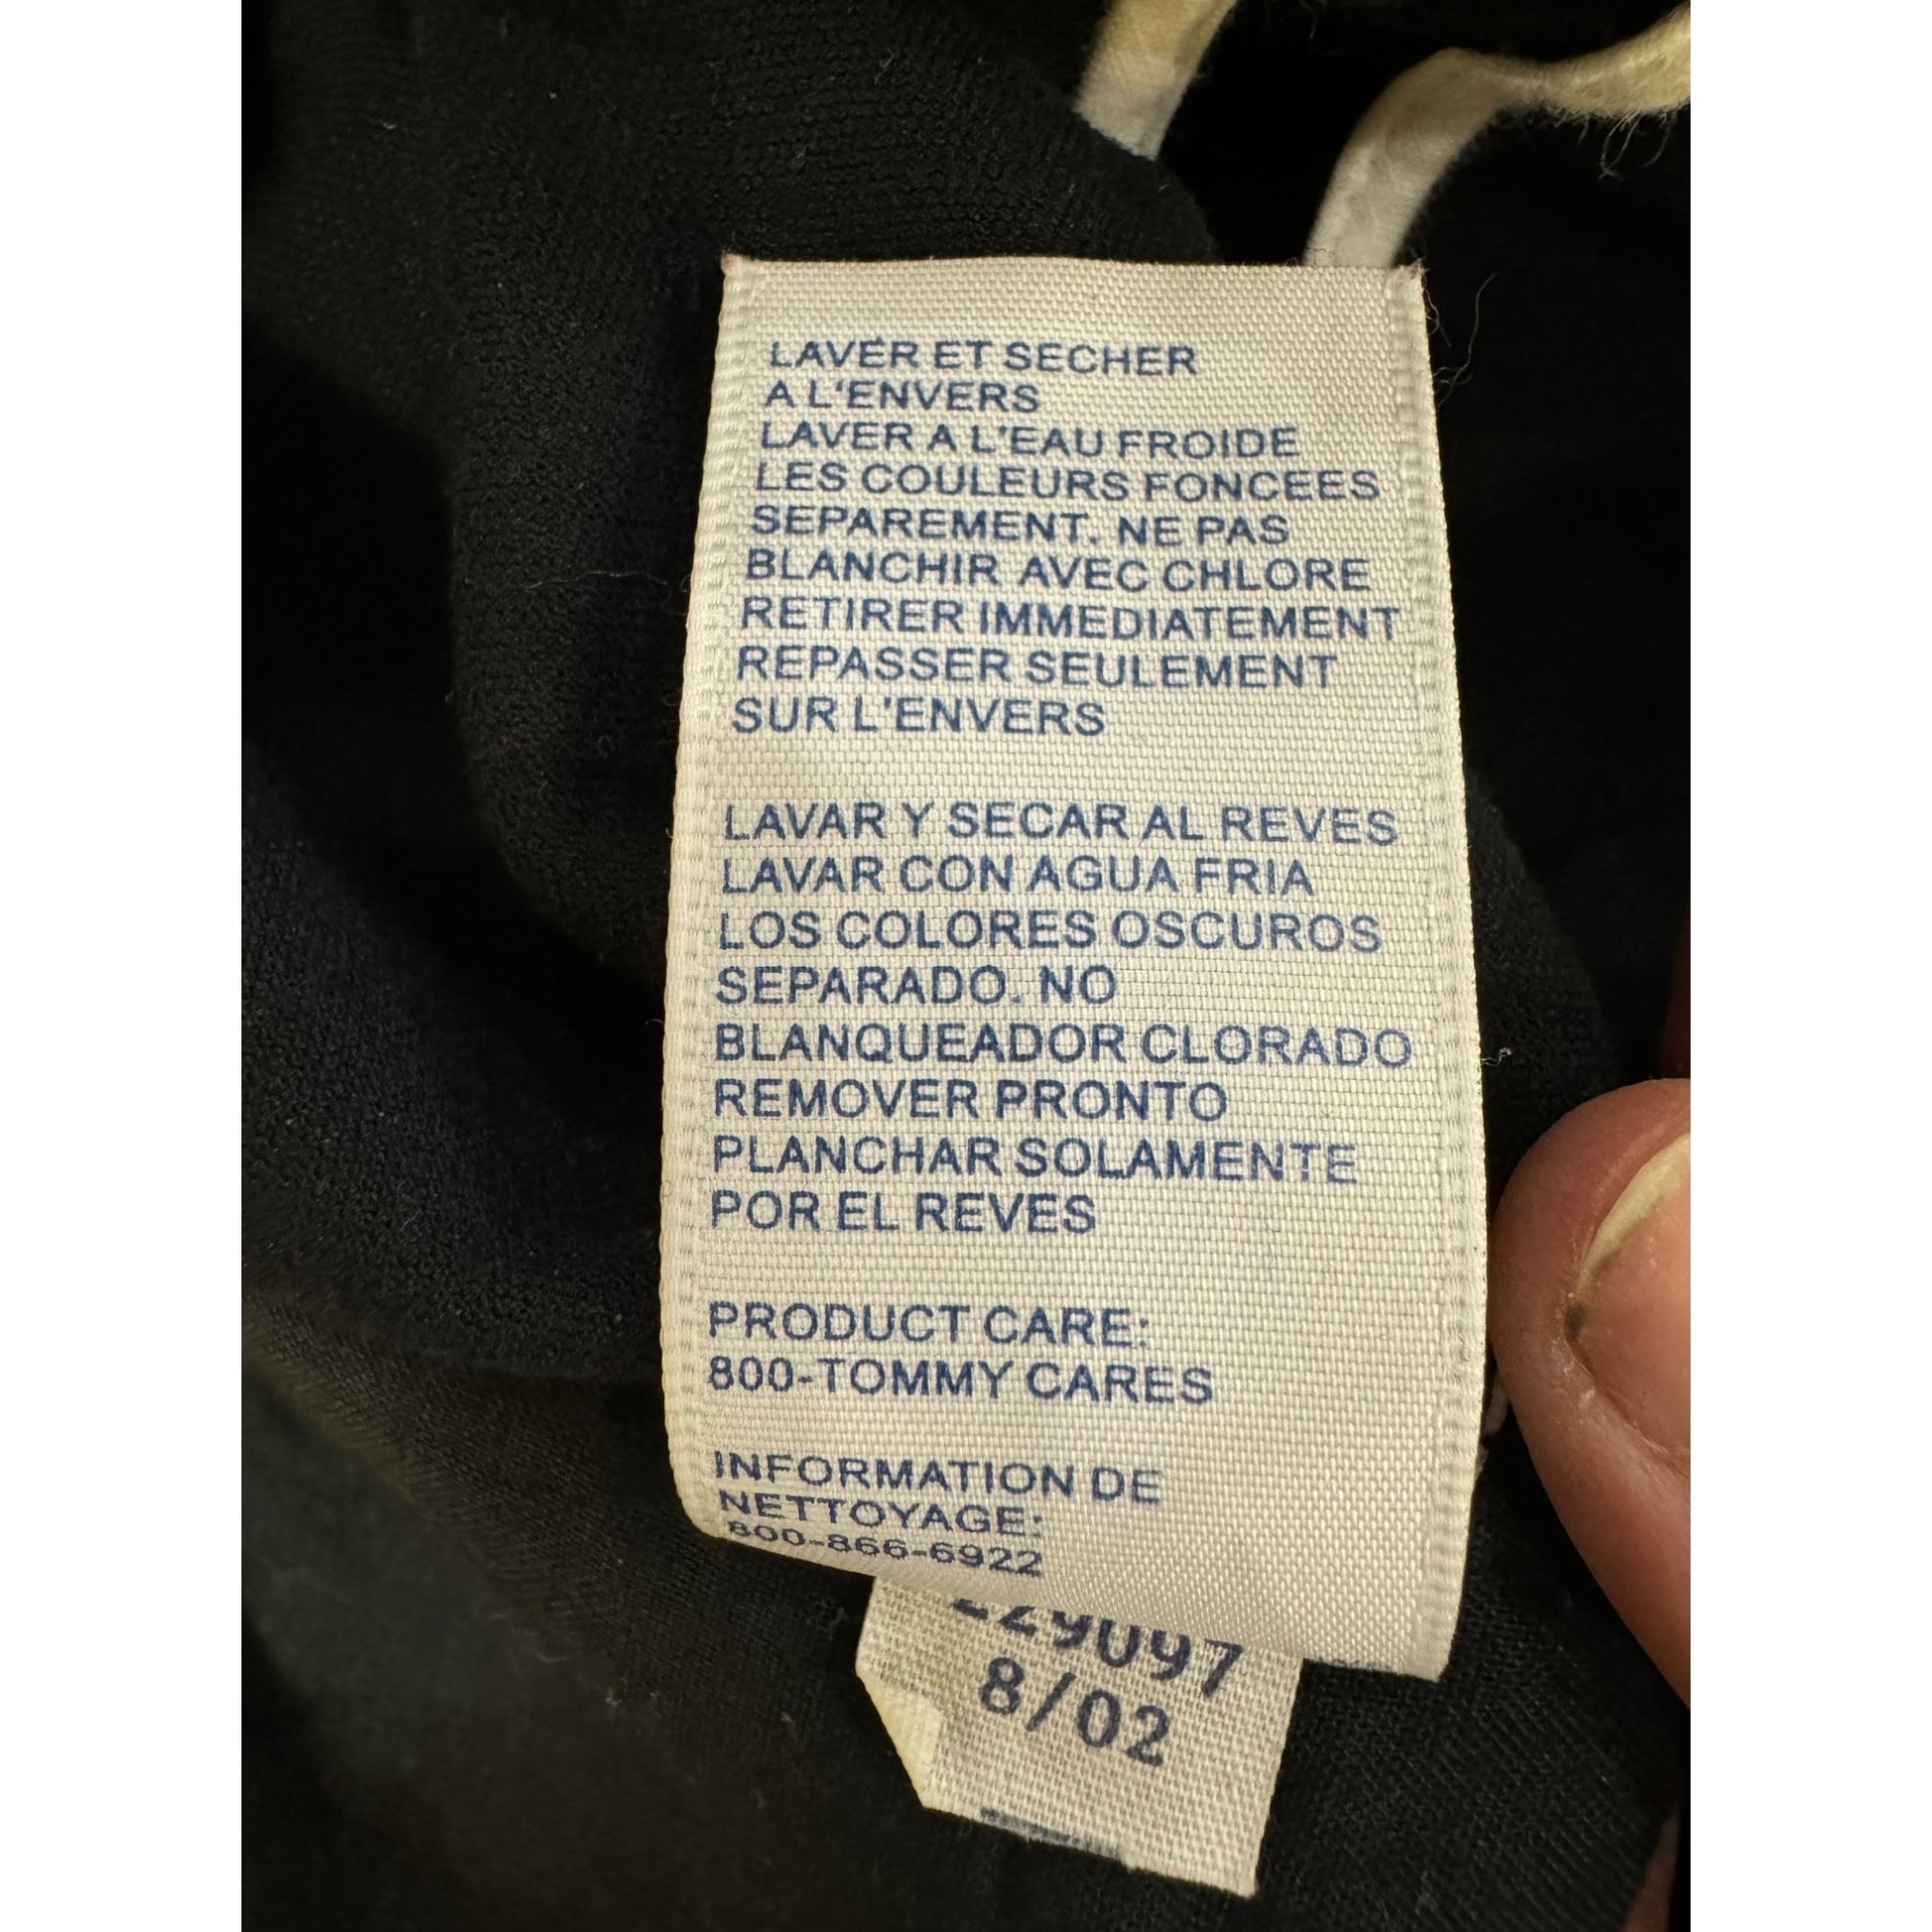 LAVER ET SECHER
A L'ENVERS
LAVER A L'EAU FROIDE
LES COULEURS FONCEES
SEPAREMENT. NE PAS
BLANCHIR AVEC CHLORE
RETIRER IMMEDIATEMENT
REPASSER SEULEMENT
SUR L'ENVERS
LAVAR Y SECAR AL REVES
LAVAR CON AGUA FRIA
LOS COLORES OSCUROS
SEPARADO. NO
BLANQUEADOR CLORADO
REMOVER PRONTO
PLANCHAR SOLAMENTE
POR EL REVES
PRODUCT CARE:
800-TOMMY CARES
INFORMATION DE
NETTOYAGE:
800-866-6922
8/02